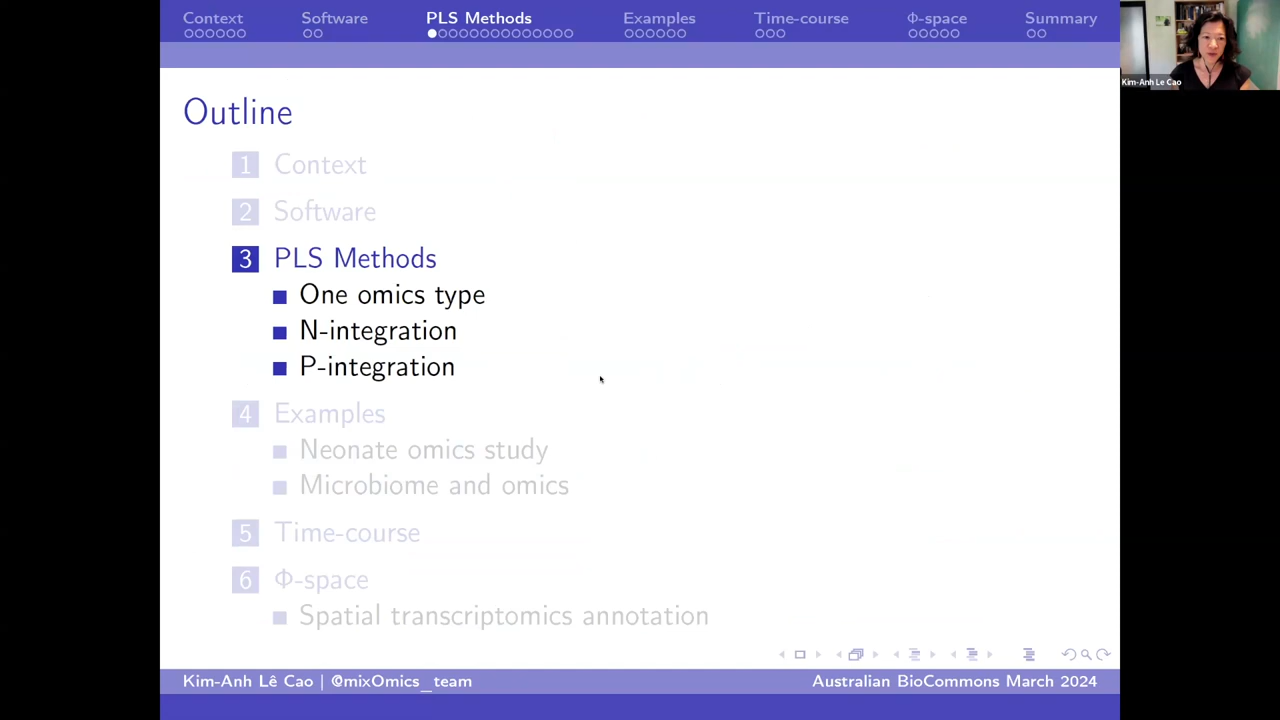 Context Software PLS Methods Examples Time-course Φ-space Summary
Kim-Anh Le Cao
Outline
1 Context
2 Software
3 PLS Methods
One omics type
N-integration
P-integration
4 Examples
Neonate omics study
Microbiome and omics
5 Time-course
6 Φ-space
Spatial transcriptomics annotation
Kim-Anh Lê Cao | @mixOmics_team Australian BioCommons March 2024